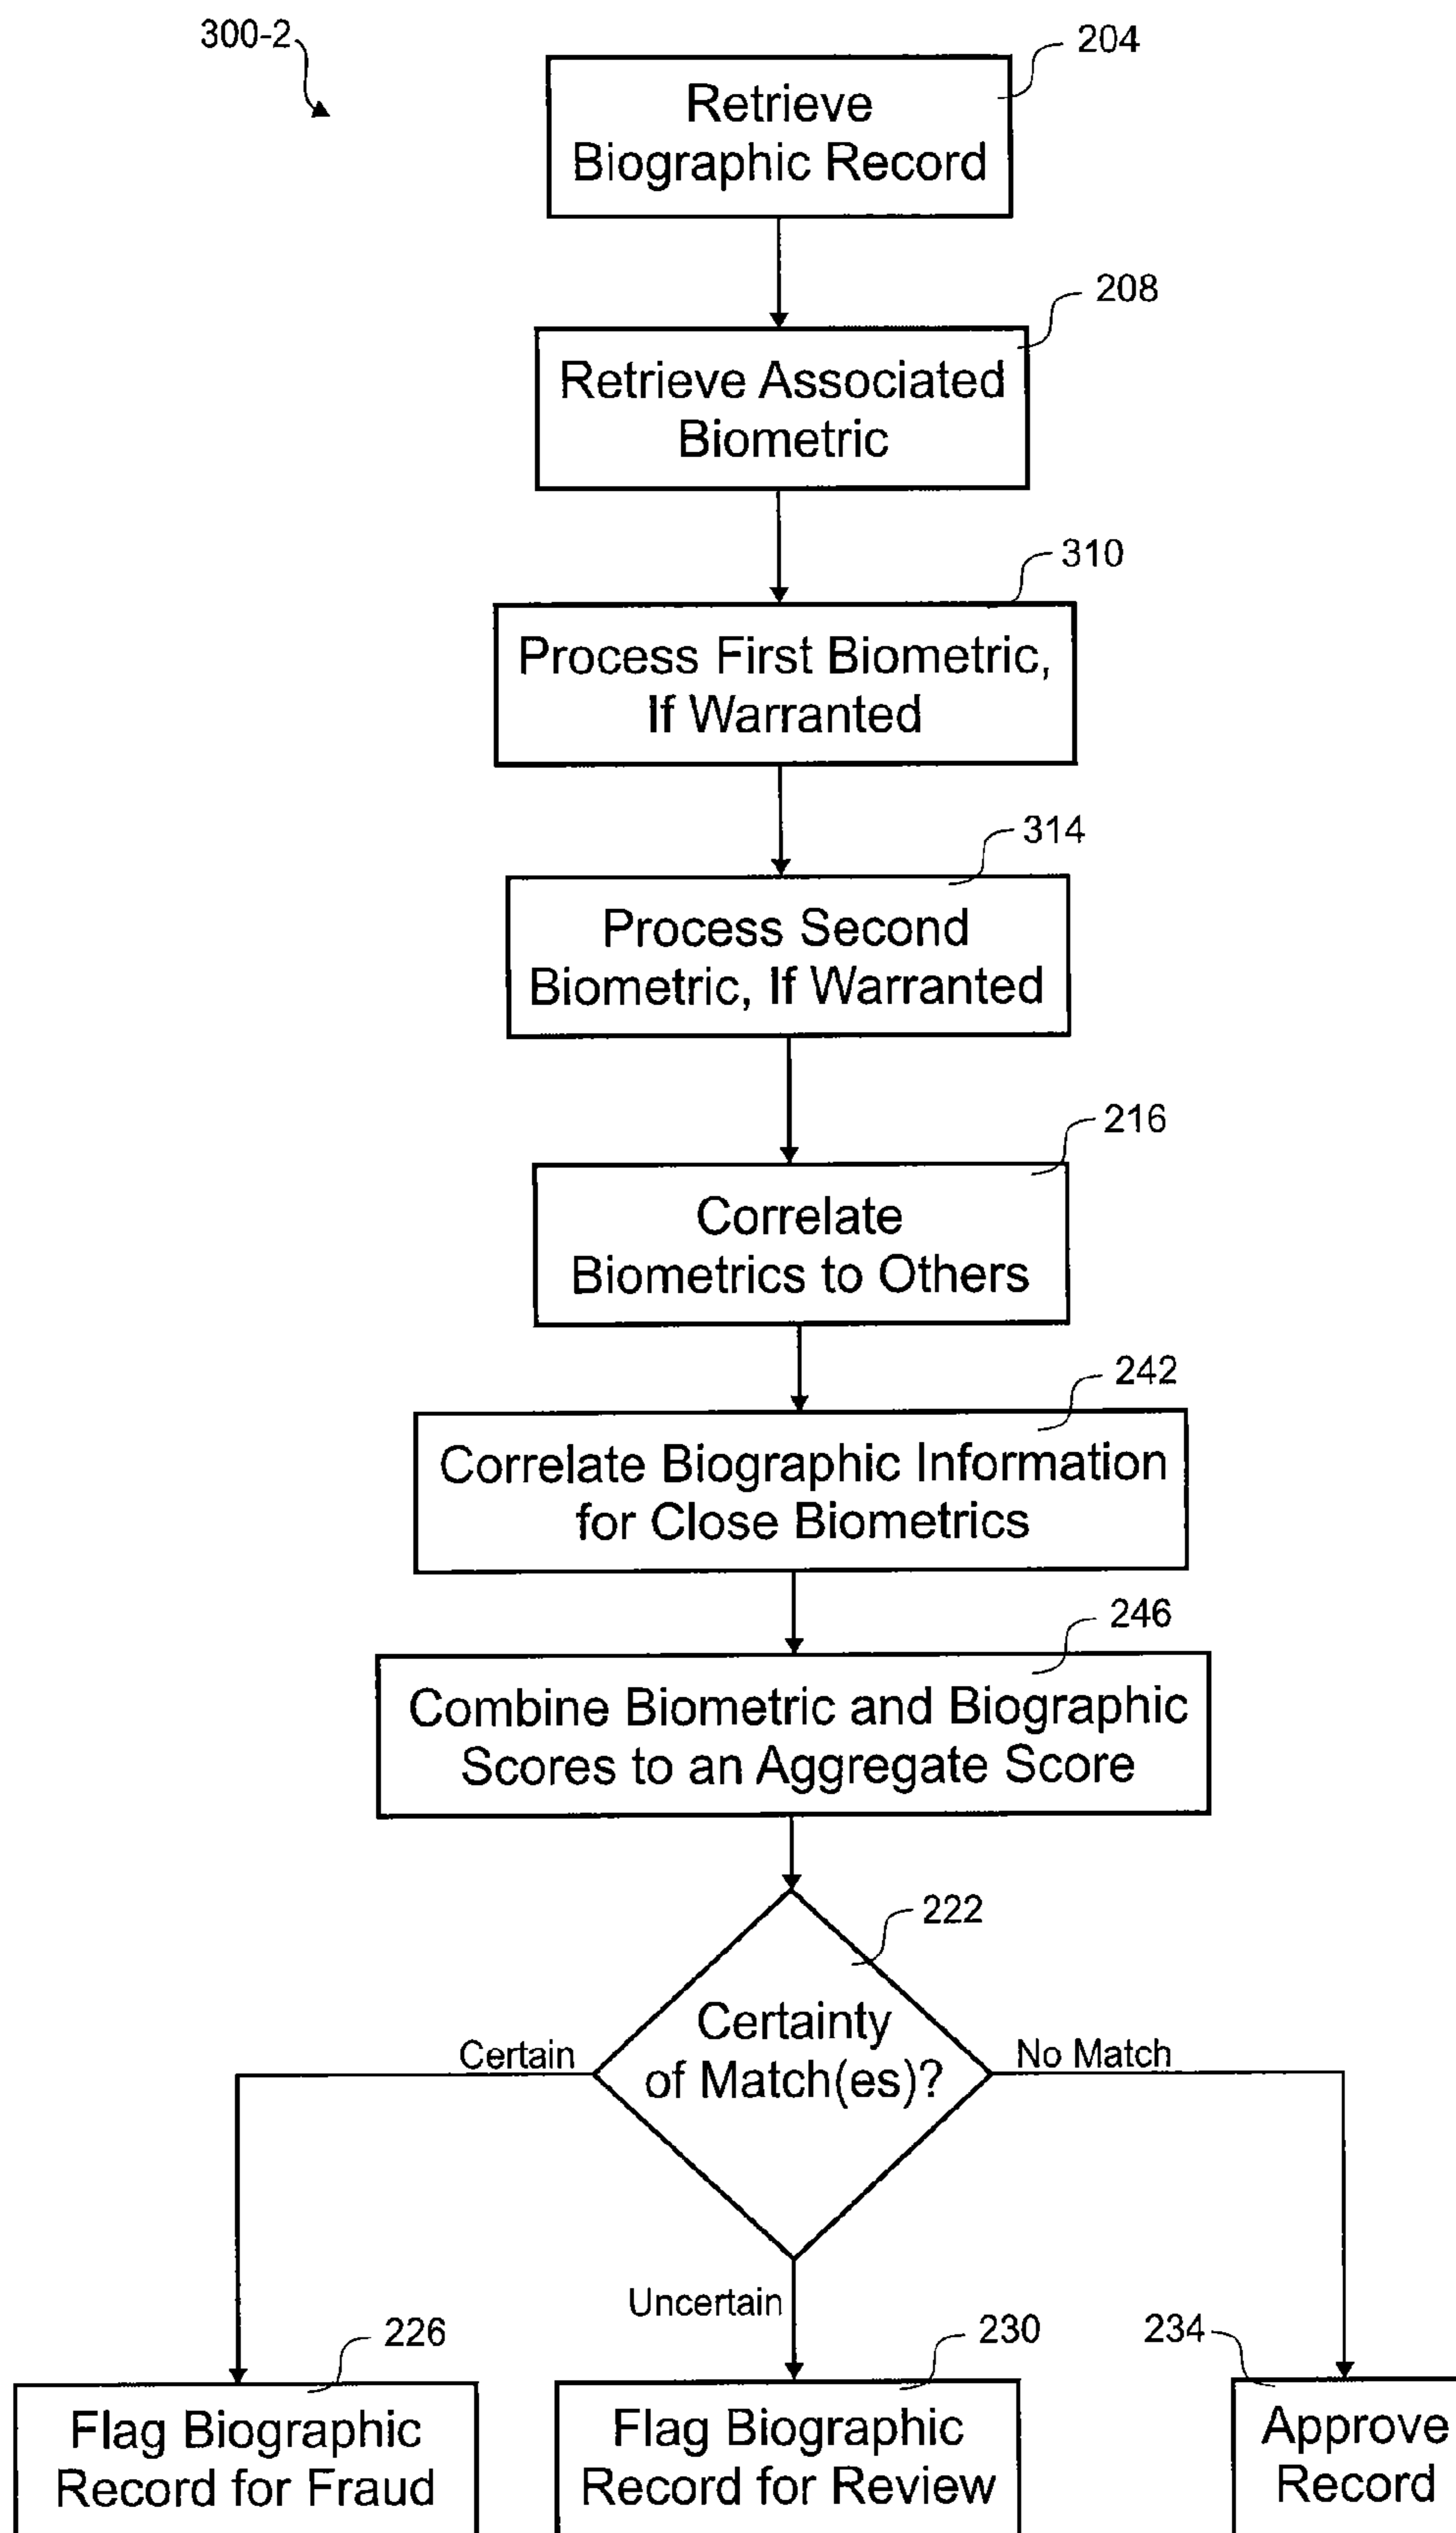 300-2
204
Retrieve
Biographic Record
208
Retrieve Associated
Biometric
310
Process First Biometric,
If Warranted
314
Process Second
Biometric, If Warranted
216
Correlate
Biometrics to Others
242
Correlate Biographic Information
for Close Biometrics
246
Combine Biometric and Biographic
Scores to an Aggregate Score
222
Certainty
of Match(es)?
Certain
No Match
Uncertain
226
Flag Biographic
Record for Fraud
230
Flag Biographic
Record for Review
234
Approve
Record